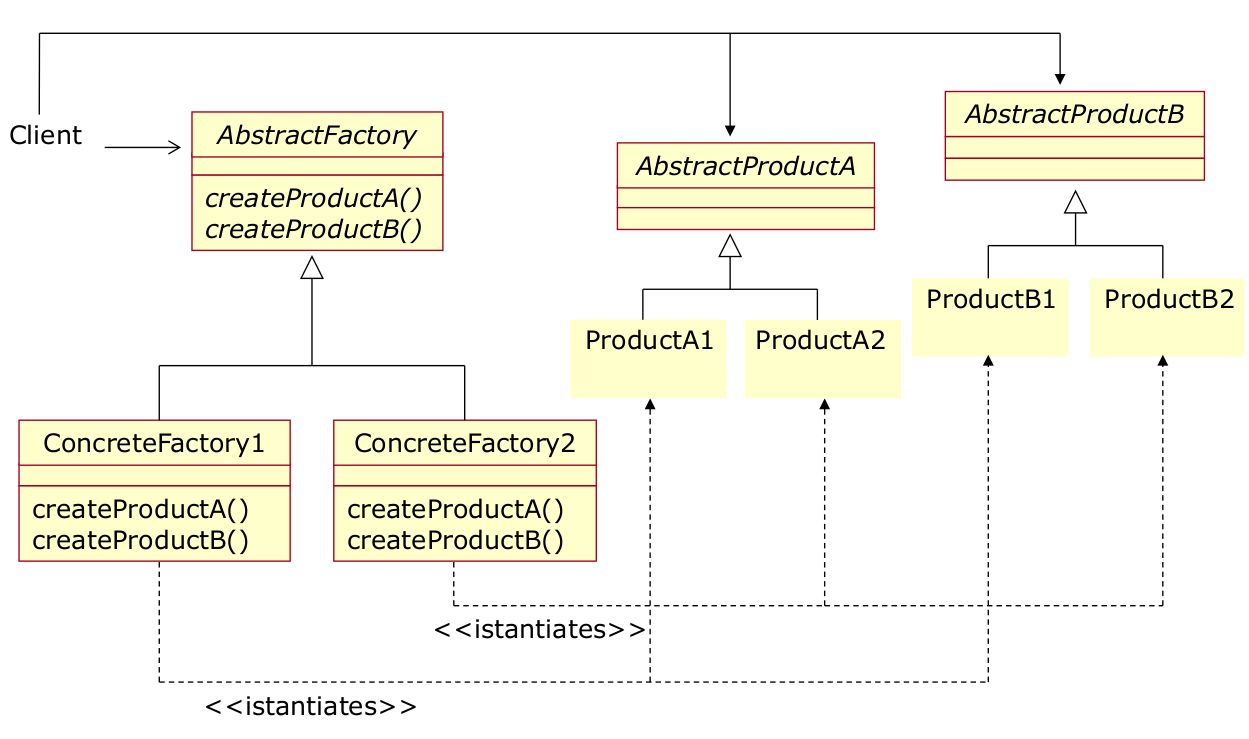 Client
AbstractFactory
createProductA()
createProductB()
AbstractProductA
AbstractProductB
ProductA1
ProductA2
ProductB1
ProductB2
ConcreteFactory1
createProductA()
createProductB()
ConcreteFactory2
createProductA()
createProductB()
<<istantiates>>
<<istantiates>>